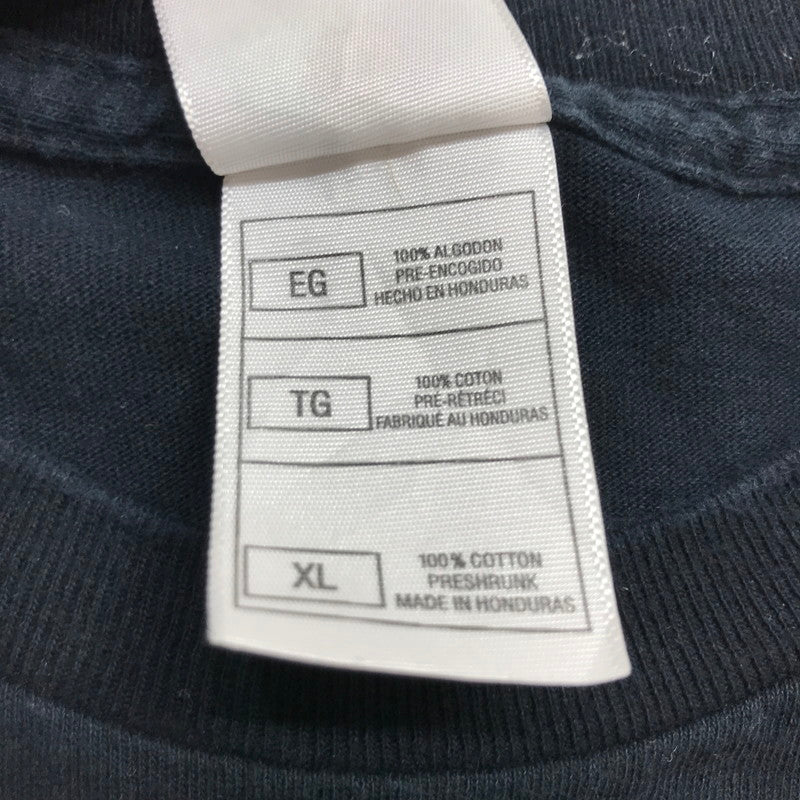 EG
100% ALGODON
PRE-ENCOGIDO
HECHO EN HONDURAS
TG
100% COTON
PRÉ-RÉTRÉCI
FABRIQUÉ AU HONDURAS
XL
100% COTTON
PRESHRUNK
MADE IN HONDURAS